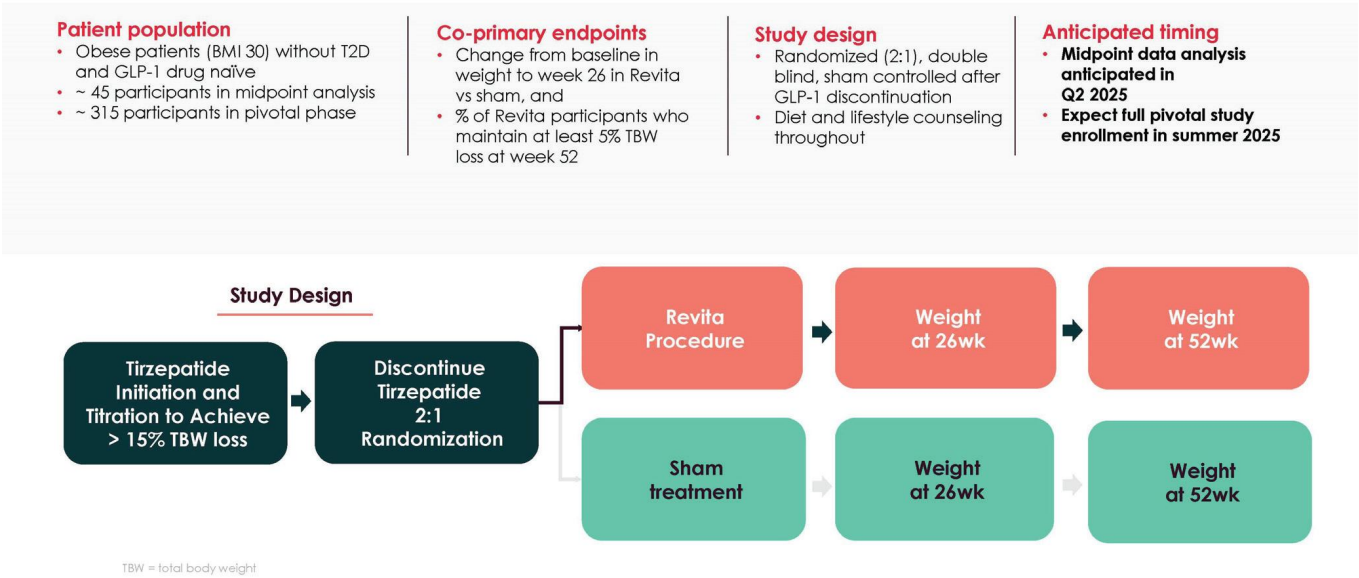 Patient population
• Obese patients (BMI 30) without T2D
and GLP-1 drug naïve
• ~ 45 participants in midpoint analysis
• ~ 315 participants in pivotal phase
Co-primary endpoints
• Change from baseline in
weight to week 26 in Revita
vs sham, and
• % of Revita participants who
maintain at least 5% TBW
loss at week 52
Study design
• Randomized (2:1), double
blind, sham controlled after
GLP-1 discontinuation
• Diet and lifestyle counseling
throughout
Anticipated timing
• Midpoint data analysis
anticipated in
Q2 2025
• Expect full pivotal study
enrollment in summer 2025
Study Design
Tirzepatide
Initiation and
Titration to Achieve
> 15% TBW loss
Discontinue
Tirzepatide
2:1
Randomization
Revita
Procedure
Weight
at 26wk
Weight
at 52wk
Sham
treatment
Weight
at 26wk
Weight
at 52wk
TBW = total body weight